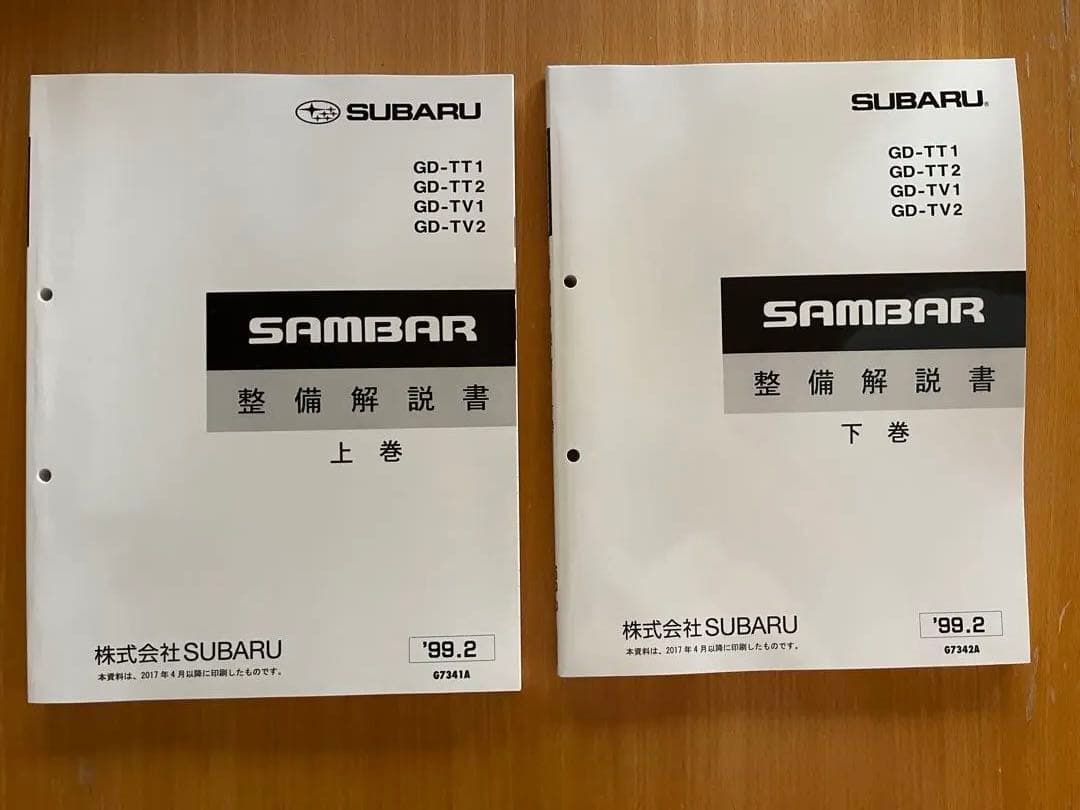 SUBARU
GD-TT1
GD-TT2
GD-TV1
GD-TV2
SAMBAR
整備解説書
上巻
株式会社SUBARU
本資料は、2017年4月以降に印刷したものです。
'99.2
G7341A
SUBARU®
GD-TT1
GD-TT2
GD-TV1
GD-TV2
SAMBAR
整備解説書
下巻
株式会社SUBARU
本資料は、2017年4月以降に印刷したものです。
'99.2
G7342A